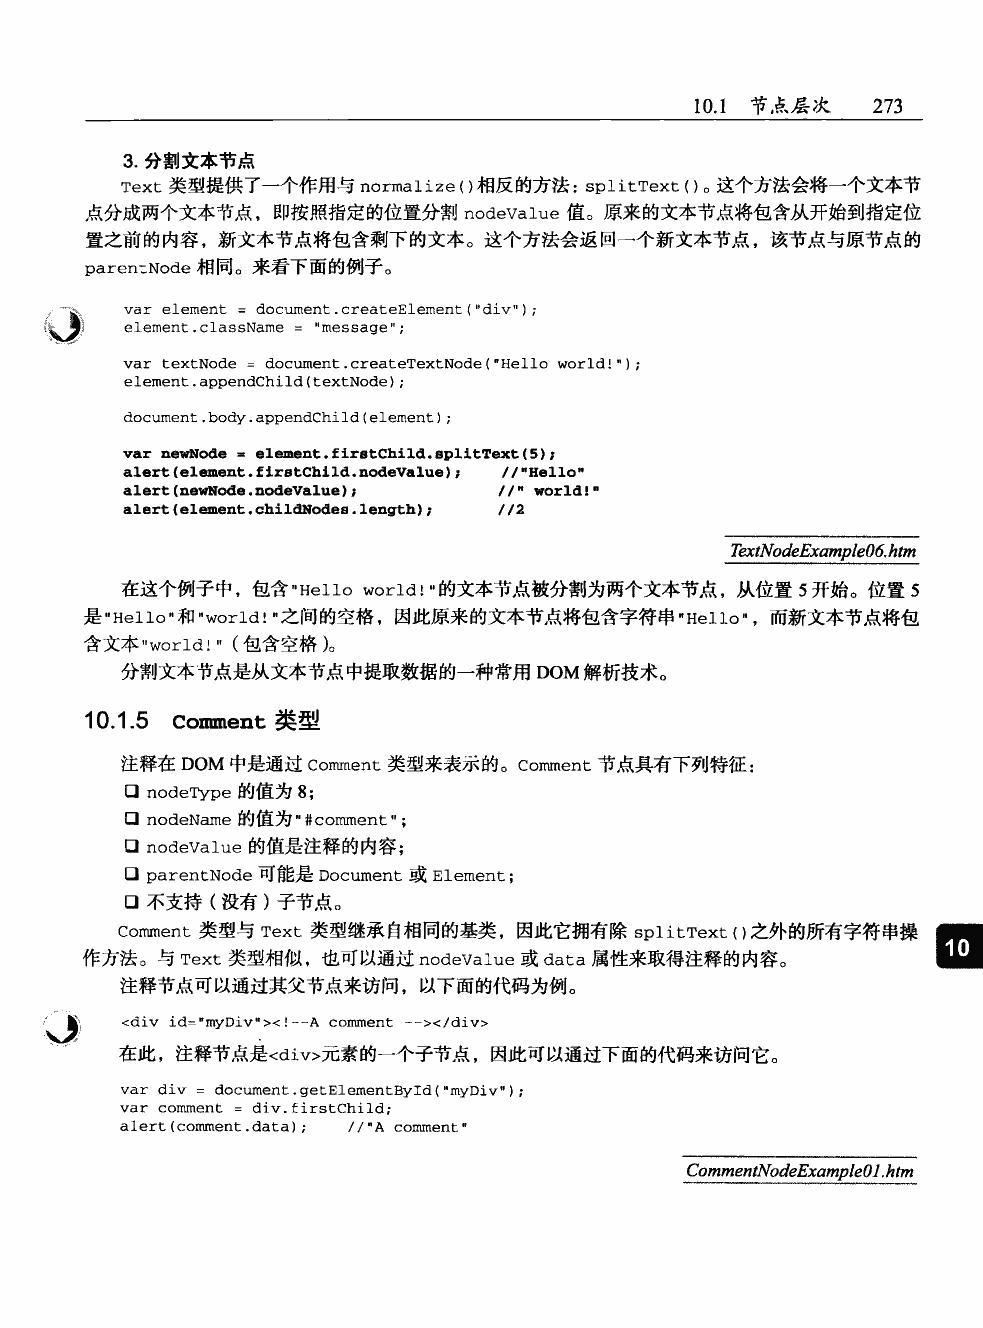 10.1 节点层次 273
3. 分割文本节点
Text 类型提供了一个作用与 normalize()相反的方法：splitText()。这个方法会将一个文本节
点分成两个文本节点，即按照指定的位置分割 nodeValue 值。原来的文本节点将包含从开始到指定位
置之前的内容，新文本节点将包含剩下的文本。这个方法会返回一个新文本节点，该节点与原节点的
parentNode 相同。来看下面的例子。
var element = document.createElement("div");
element.className = "message";
var textNode = document.createTextNode("Hello world!");
element.appendChild(textNode);
document.body.appendChild(element);
var newNode = element.firstChild.splitText(5);
alert(element.firstChild.nodeValue); //"Hello"
alert(newNode.nodeValue); //" world!"
alert(element.childNodes.length); //2
TextNodeExample06.htm
在这个例子中，包含"Hello world!"的文本节点被分割为两个文本节点，从位置 5 开始。位置 5
是"Hello"和"world!"之间的空格，因此原来的文本节点将包含字符串"Hello"，而新文本节点将包
含文本"world!"（包含空格）。
分割文本节点是从文本节点中提取数据的一种常用 DOM 解析技术。
10.1.5 Comment 类型
注释在 DOM 中是通过 Comment 类型来表示的。Comment 节点具有下列特征：
❑ nodeType 的值为 8；
❑ nodeName 的值为"#comment"；
❑ nodeValue 的值是注释的内容；
❑ parentNode 可能是 Document 或 Element；
❑ 不支持（没有）子节点。
Comment 类型与 Text 类型继承自相同的基类，因此它拥有除 splitText()之外的所有字符串操
作方法。与 Text 类型相似，也可以通过 nodeValue 或 data 属性来取得注释的内容。
10
注释节点可以通过其父节点来访问，以下面的代码为例。
<div id="myDiv"><!--A comment --></div>
在此，注释节点是<div>元素的一个子节点，因此可以通过下面的代码来访问它。
var div = document.getElementById("myDiv");
var comment = div.firstChild;
alert(comment.data); //"A comment"
CommentNodeExample01.htm